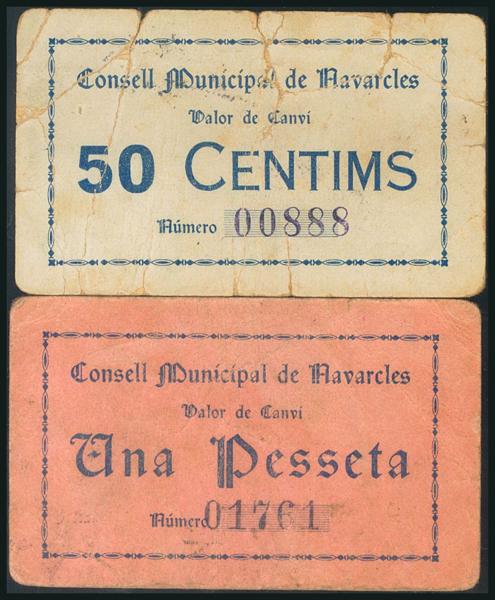 Consell Municipal de Navarcles
Valor de Canvi
50 CENTIMS
Número 00888
Consell Municipal de Navarcles
Valor de Canvi
Una Pesseta
Número 01761